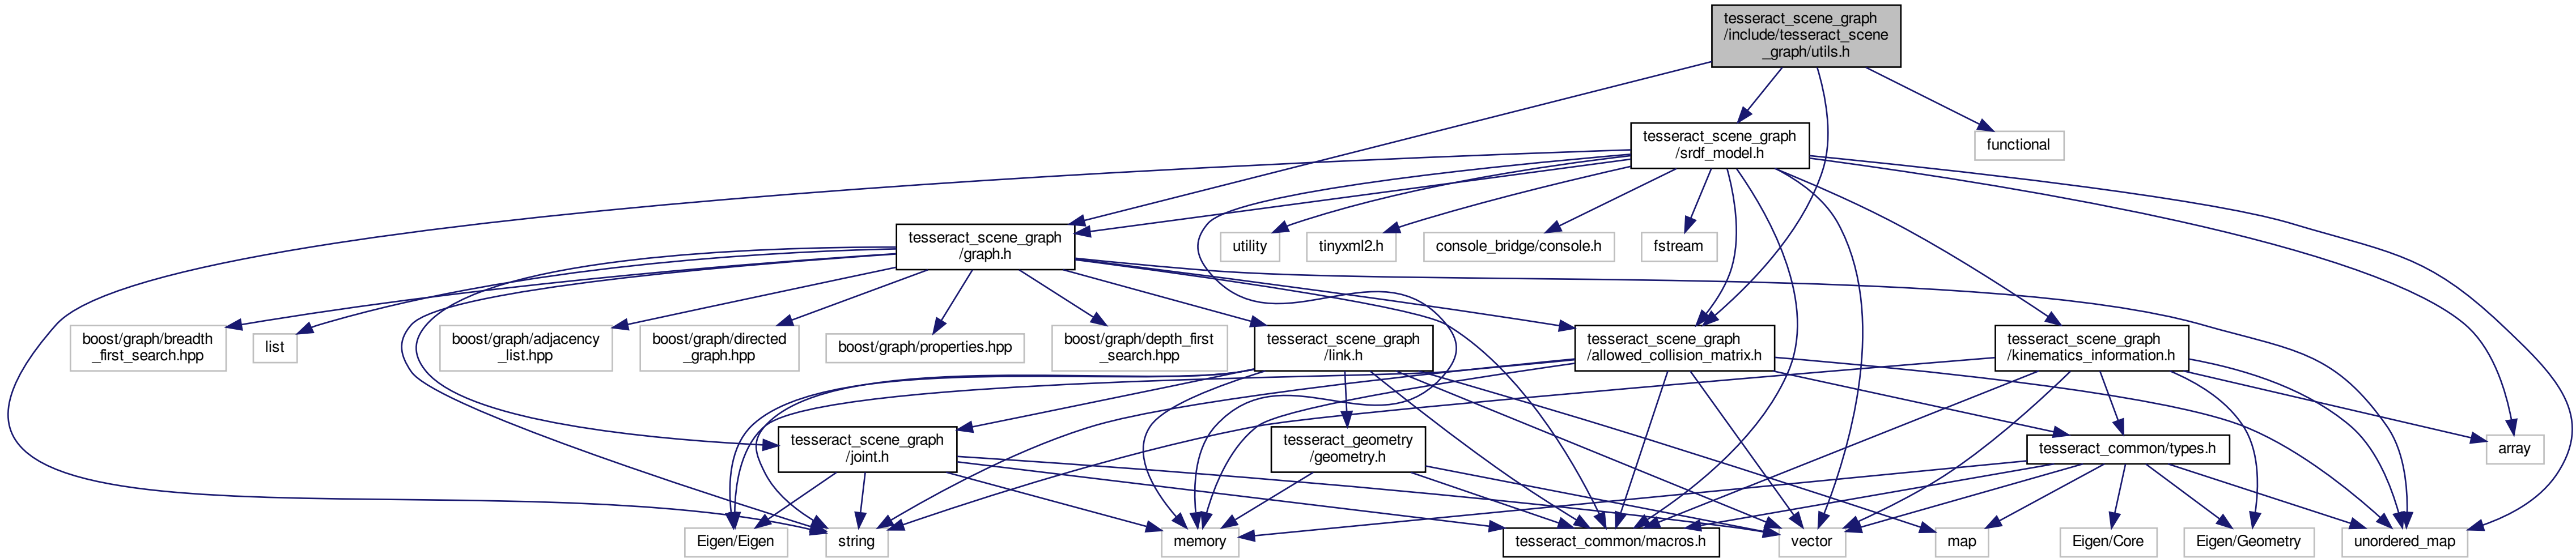 tesseract_scene_graph
/include/tesseract_scene
_graph/utils.h
tesseract_scene_graph
/srdf_model.h
functional
tesseract_scene_graph
/graph.h
utility
tinyxml2.h
console_bridge/console.h
fstream
boost/graph/breadth
_first_search.hpp
list
boost/graph/adjacency
_list.hpp
boost/graph/directed
_graph.hpp
boost/graph/properties.hpp
boost/graph/depth_first
_search.hpp
tesseract_scene_graph
/link.h
tesseract_scene_graph
/allowed_collision_matrix.h
tesseract_scene_graph
/kinematics_information.h
tesseract_scene_graph
/joint.h
tesseract_geometry
/geometry.h
tesseract_common/types.h
array
Eigen/Eigen
string
memory
tesseract_common/macros.h
vector
map
Eigen/Core
Eigen/Geometry
unordered_map